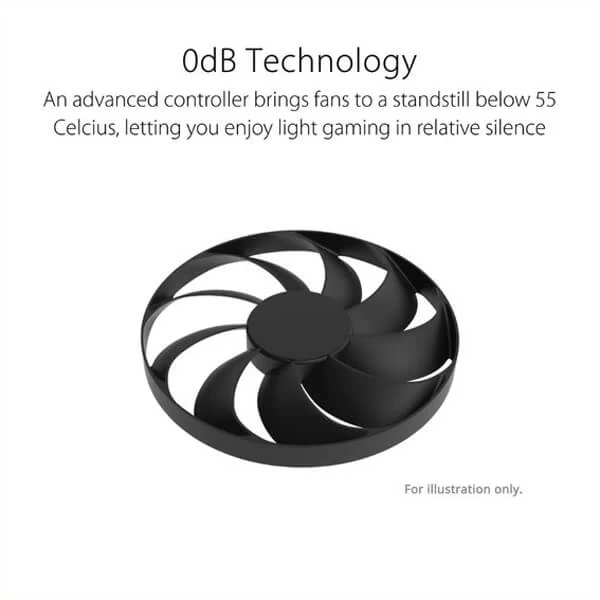 0dB Technology
An advanced controller brings fans to a standstill below 55
Celcius, letting you enjoy light gaming in relative silence
For illustration only.